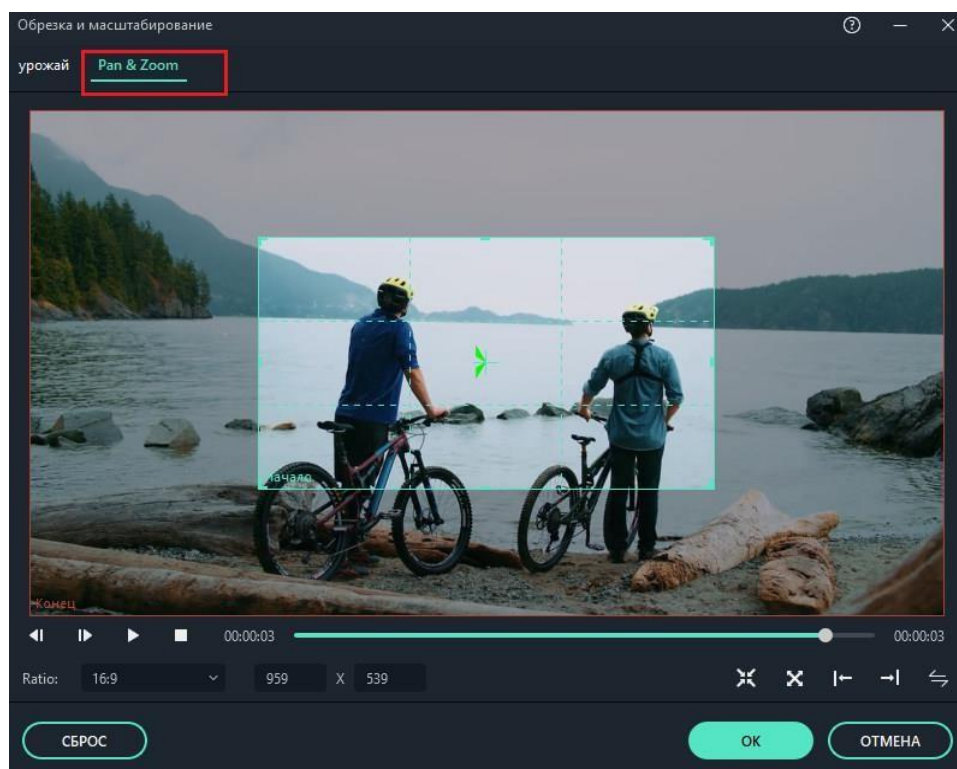 Обрезка и масштабирование
урожай Pan & Zoom
Начало
Конец
00:00:03 00:00:03
Ratio: 16:9 959 X 539
СБРОС OK ОТМЕНА